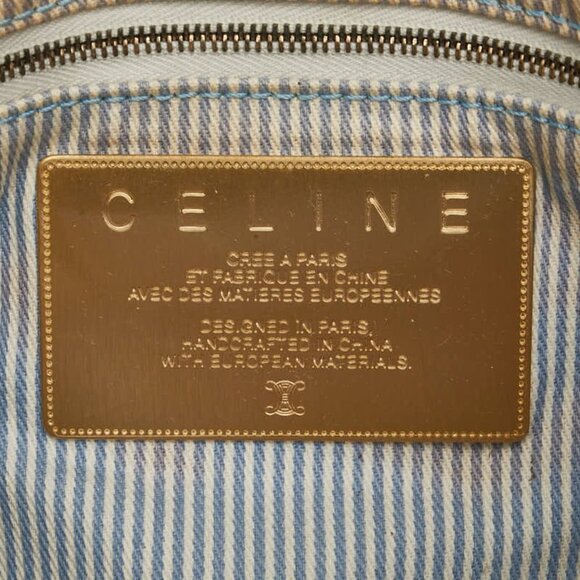 CELINE
CREE A PARIS
ET FABRIQUE EN CHINE
AVEC DES MATIÈRES EUROPEENNES
DESIGNED IN PARIS,
HANDCRAFTED IN CHINA
WITH EUROPEAN MATERIALS.